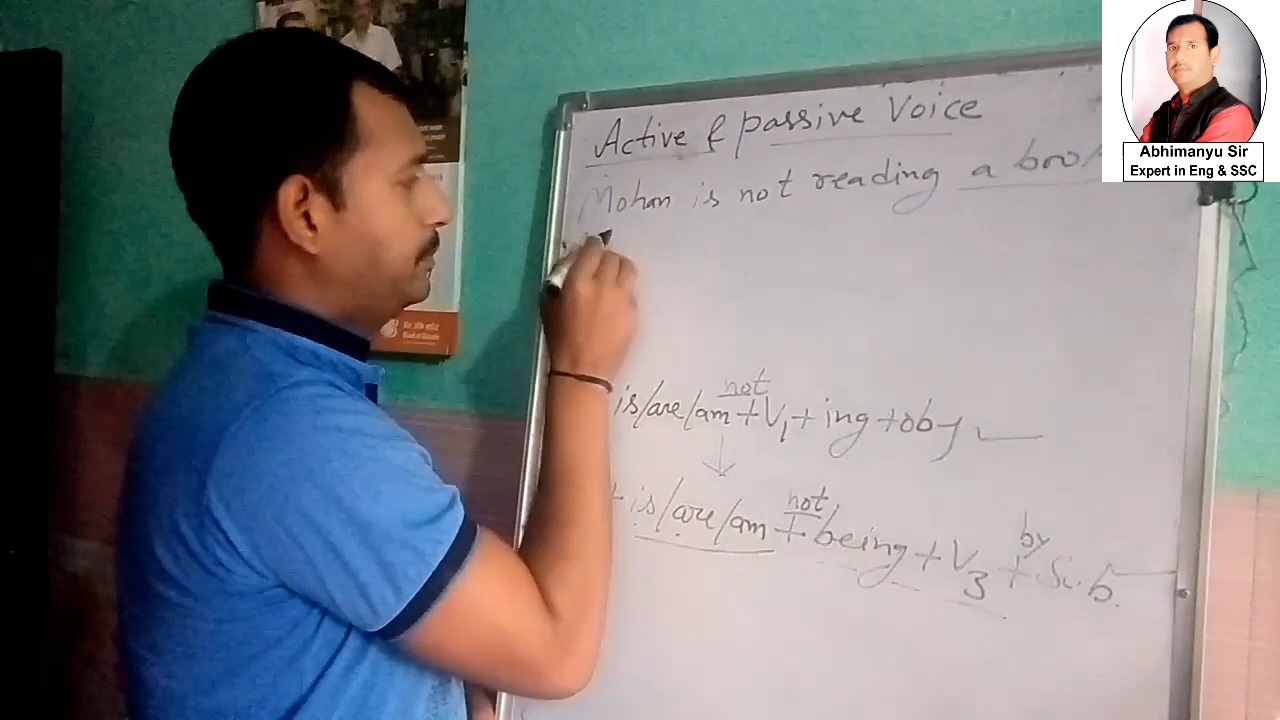 Active & Passive Voice
Mohan is not reading a book
not
is/are/am + V1 + ing + obj
not
is/are/am + being + V3 + Sub.
by
Abhimanyu Sir
Expert in Eng & SSC